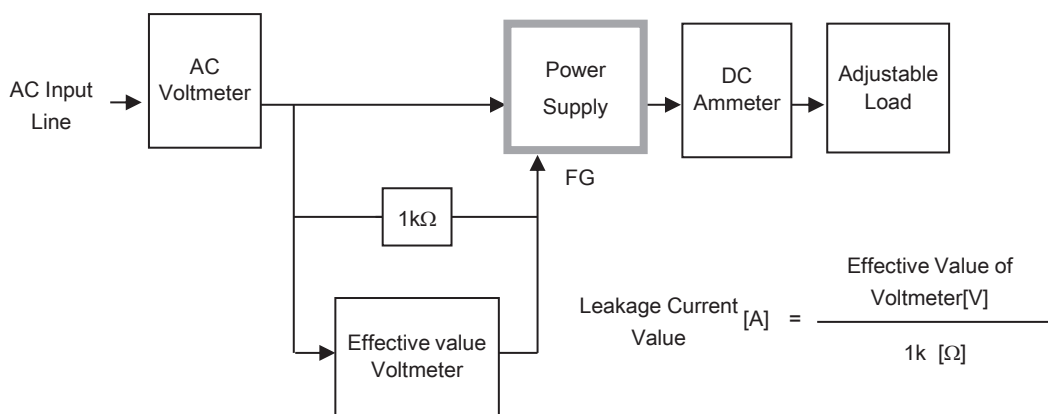 AC Input
Line
AC
Voltmeter
Power
Supply
DC
Ammeter
Adjustable
Load
FG
1kΩ
Effective value
Voltmeter
Leakage Current
Value
[A]
=
Effective Value of
Voltmeter[V]
1k [Ω]